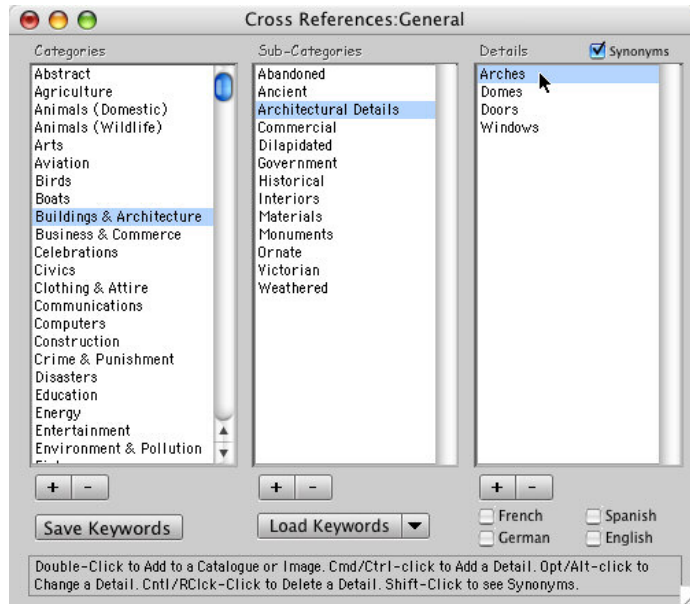 Cross References:General
Categories
Abstract
Agriculture
Animals (Domestic)
Animals (Wildlife)
Arts
Aviation
Birds
Boats
Buildings & Architecture
Business & Commerce
Celebrations
Civics
Clothing & Attire
Communications
Computers
Construction
Crime & Punishment
Disasters
Education
Energy
Entertainment
Environment & Pollution
Sub-Categories
Abandoned
Ancient
Architectural Details
Commercial
Dilapidated
Government
Historical
Interiors
Materials
Monuments
Ornate
Victorian
Weathered
Details
Synonyms
Arches
Domes
Doors
Windows
+ -
+ -
+ -
Save Keywords
Load Keywords
French
Spanish
German
English
Double-Click to Add to a Catalogue or Image. Cmd/Ctrl-click to Add a Detail. Opt/Alt-click to
Change a Detail. Cntl/RClck-Click to Delete a Detail. Shift-Click to see Synonyms.